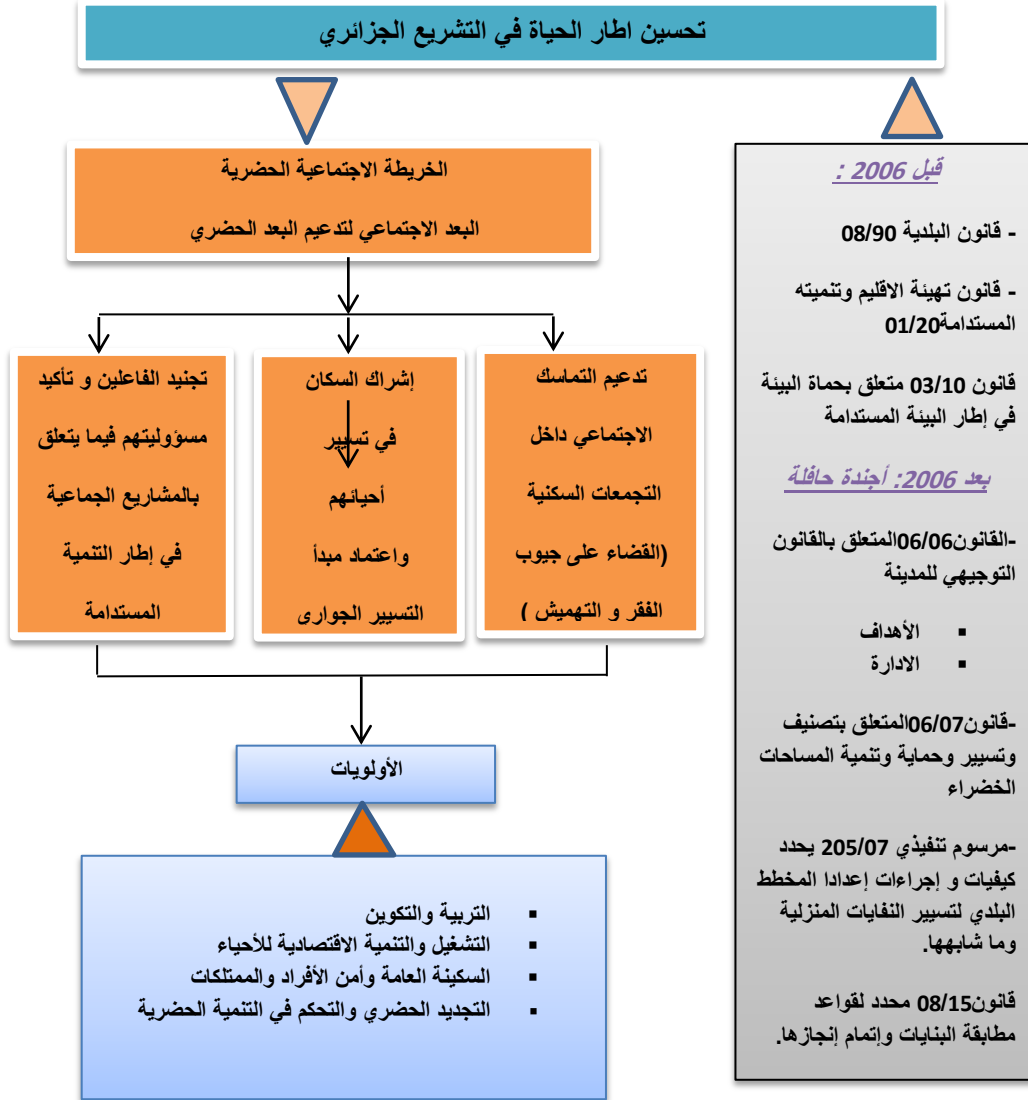 تحسين اطار الحياة في التشريع الجزائري
الخريطة الاجتماعية الحضرية
البعد الاجتماعي لتدعيم البعد الحضري
تدعيم التماسك
الاجتماعي داخل
التجمعات السكنية
(القضاء على جيوب
الفقر و التهميش )
إشراك السكان
في تسيير
أحيائهم
واعتماد مبدأ
التسيير الجواري
تجنيد الفاعلين و تأكيد
مسؤوليتهم فيما يتعلق
بالمشاريع الجماعية
في إطار التنمية
المستدامة
الأولويات
▪ التربية والتكوين
▪ التشغيل والتنمية الاقتصادية للأحياء
▪ السكينة العامة وأمن الأفراد والممتلكات
▪ التجديد الحضري والتحكم في التنمية الحضرية
قبل 2006 :
- قانون البلدية 08/90
- قانون تهيئة الاقليم وتنميته
المستدامة01/20
قانون 03/10 متعلق بحماة البيئة
في إطار البيئة المستدامة
بعد 2006: أجندة حافلة
-القانون06/06المتعلق بالقانون
التوجيهي للمدينة
▪ الأهداف
▪ الادارة
-قانون06/07المتعلق بتصنيف
وتسيير وحماية وتنمية المساحات
الخضراء
-مرسوم تنفيذي 205/07 يحدد
كيفيات و إجراءات إعدادا المخطط
البلدي لتسيير النفايات المنزلية
وما شابهها.
قانون08/15 محدد لقواعد
مطابقة البنايات وإتمام إنجازها.